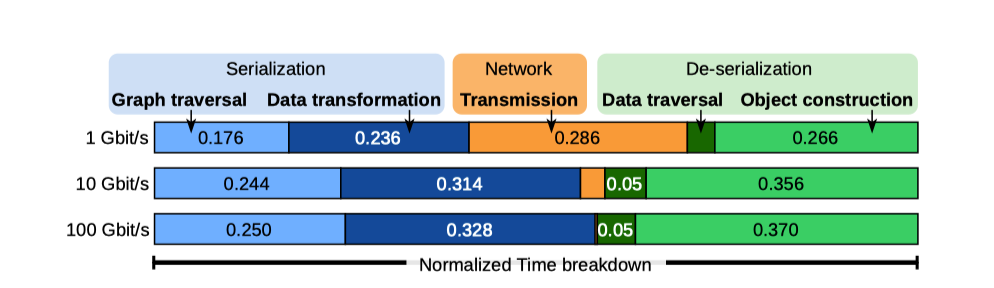 Serialization Network De-serialization
Graph traversal Data transformation Transmission Data traversal Object construction
1 Gbit/s 0.176 0.236 0.286 0.266
10 Gbit/s 0.244 0.314 0.05 0.356
100 Gbit/s 0.250 0.328 0.05 0.370
Normalized Time breakdown